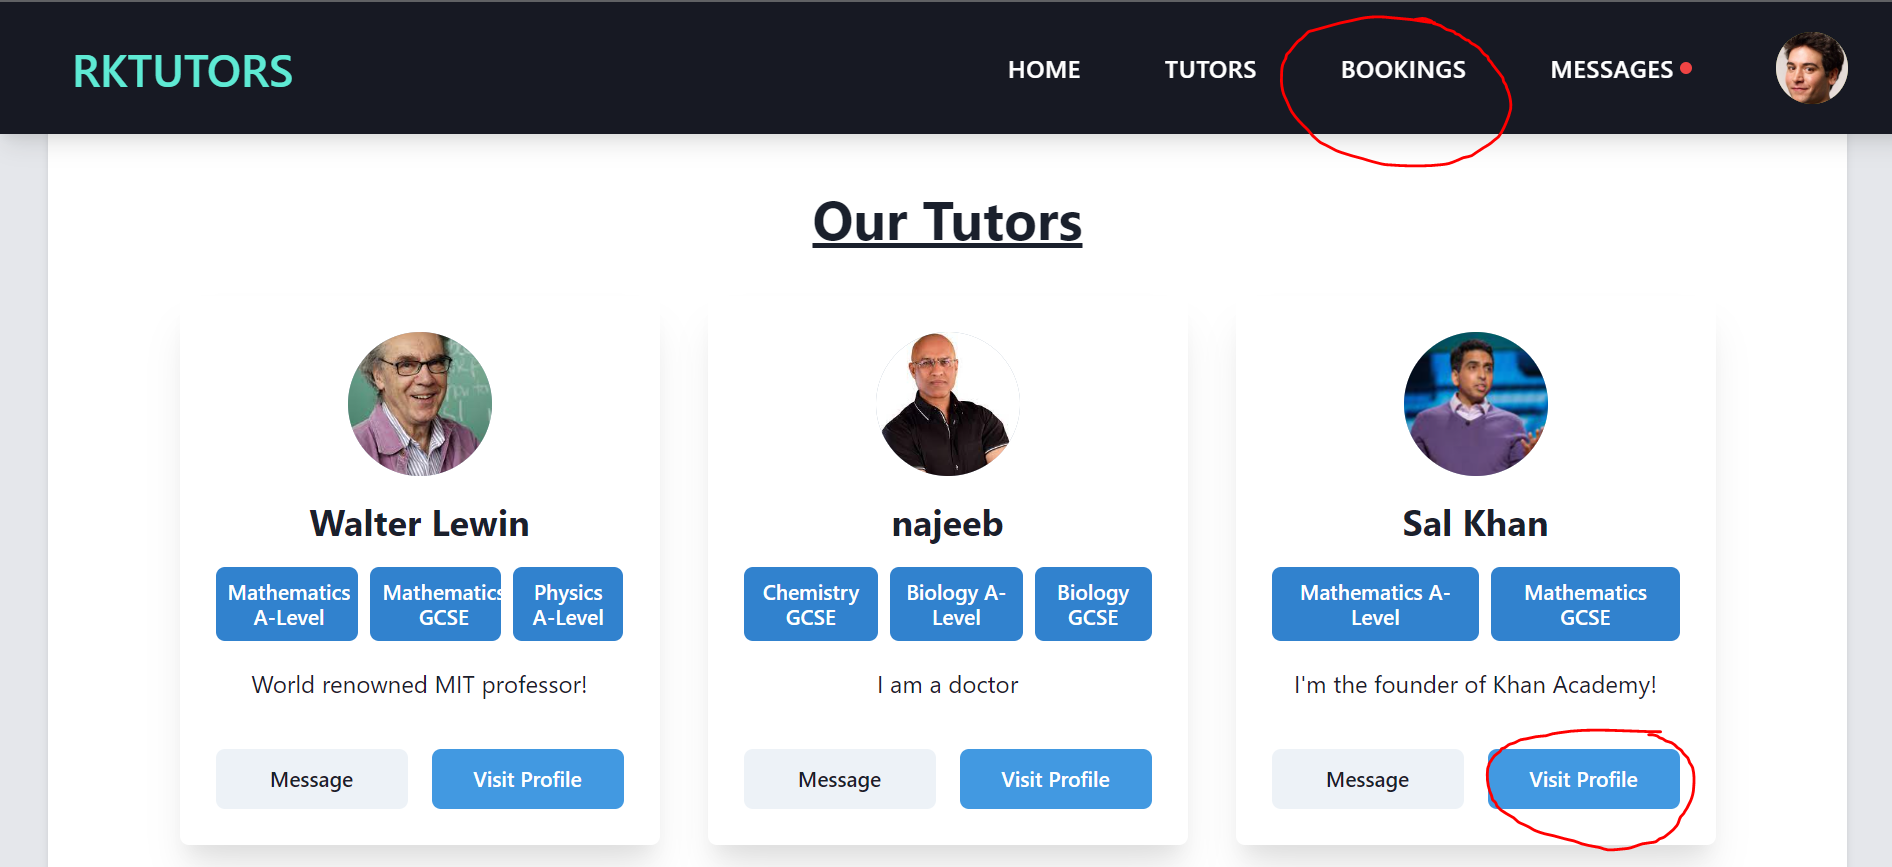 RKTUTORS HOME TUTORS BOOKINGS MESSAGES
Our Tutors
Walter Lewin
Mathematics A-Level
Mathematics GCSE
Physics A-Level
World renowned MIT professor!
Message Visit Profile
najeeb
Chemistry GCSE
Biology A-Level
Biology GCSE
I am a doctor
Message Visit Profile
Sal Khan
Mathematics A-Level
Mathematics GCSE
I'm the founder of Khan Academy!
Message Visit Profile